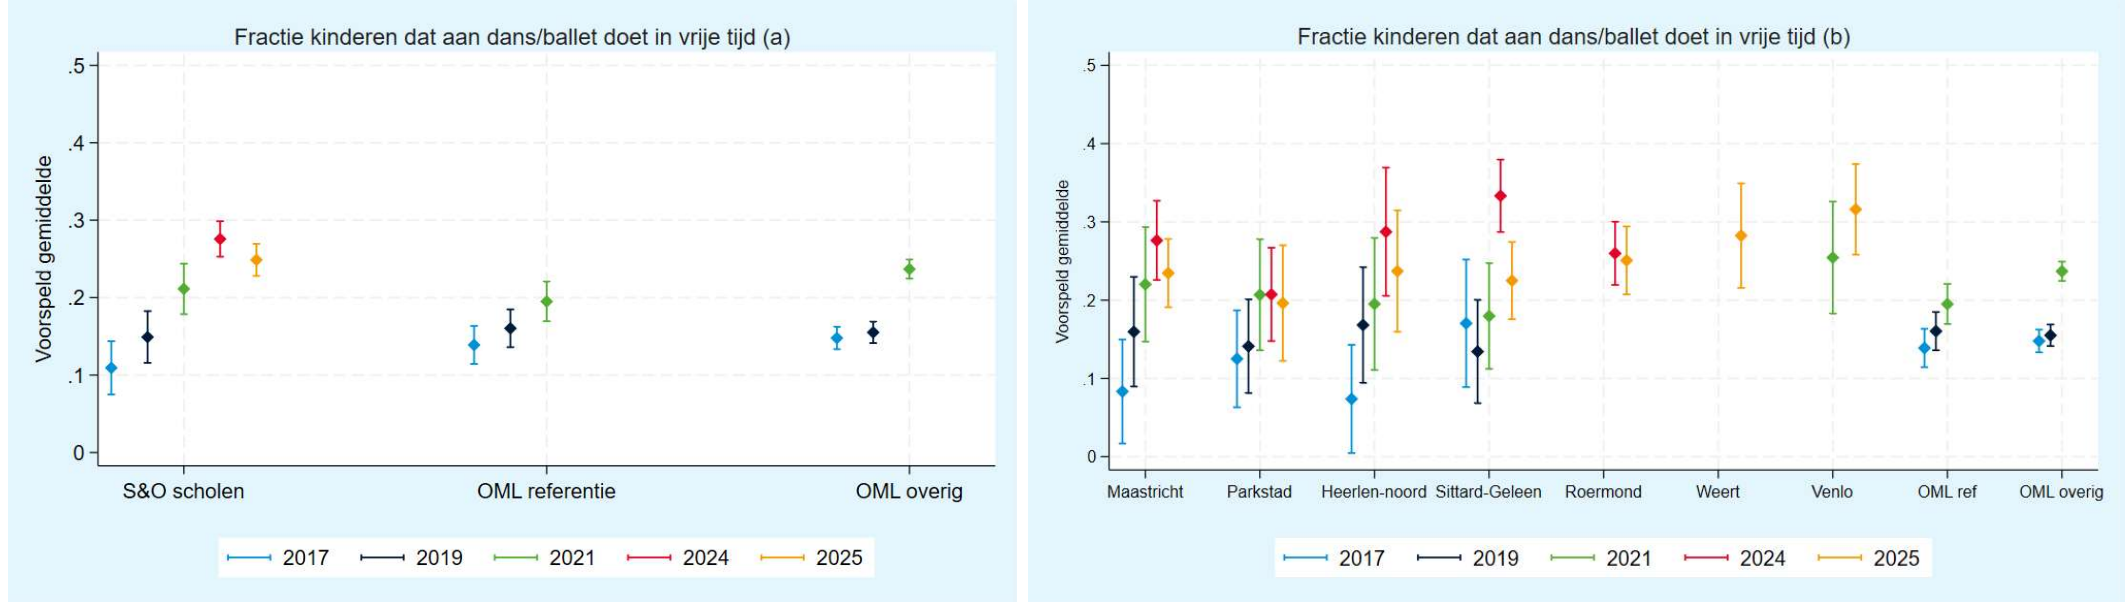 Fractie kinderen dat aan dans/ballet doet in vrije tijd (a)
Voorspeld gemiddelde
.5
.4
.3
.2
.1
0
S&O scholen OML referentie OML overig
2017 2019 2021 2024 2025
Fractie kinderen dat aan dans/ballet doet in vrije tijd (b)
Voorspeld gemiddelde
.5
.4
.3
.2
.1
0
Maastricht Parkstad Heerlen-noord Sittard-Geleen Roermond Weert Venlo OML ref OML overig
2017 2019 2021 2024 2025